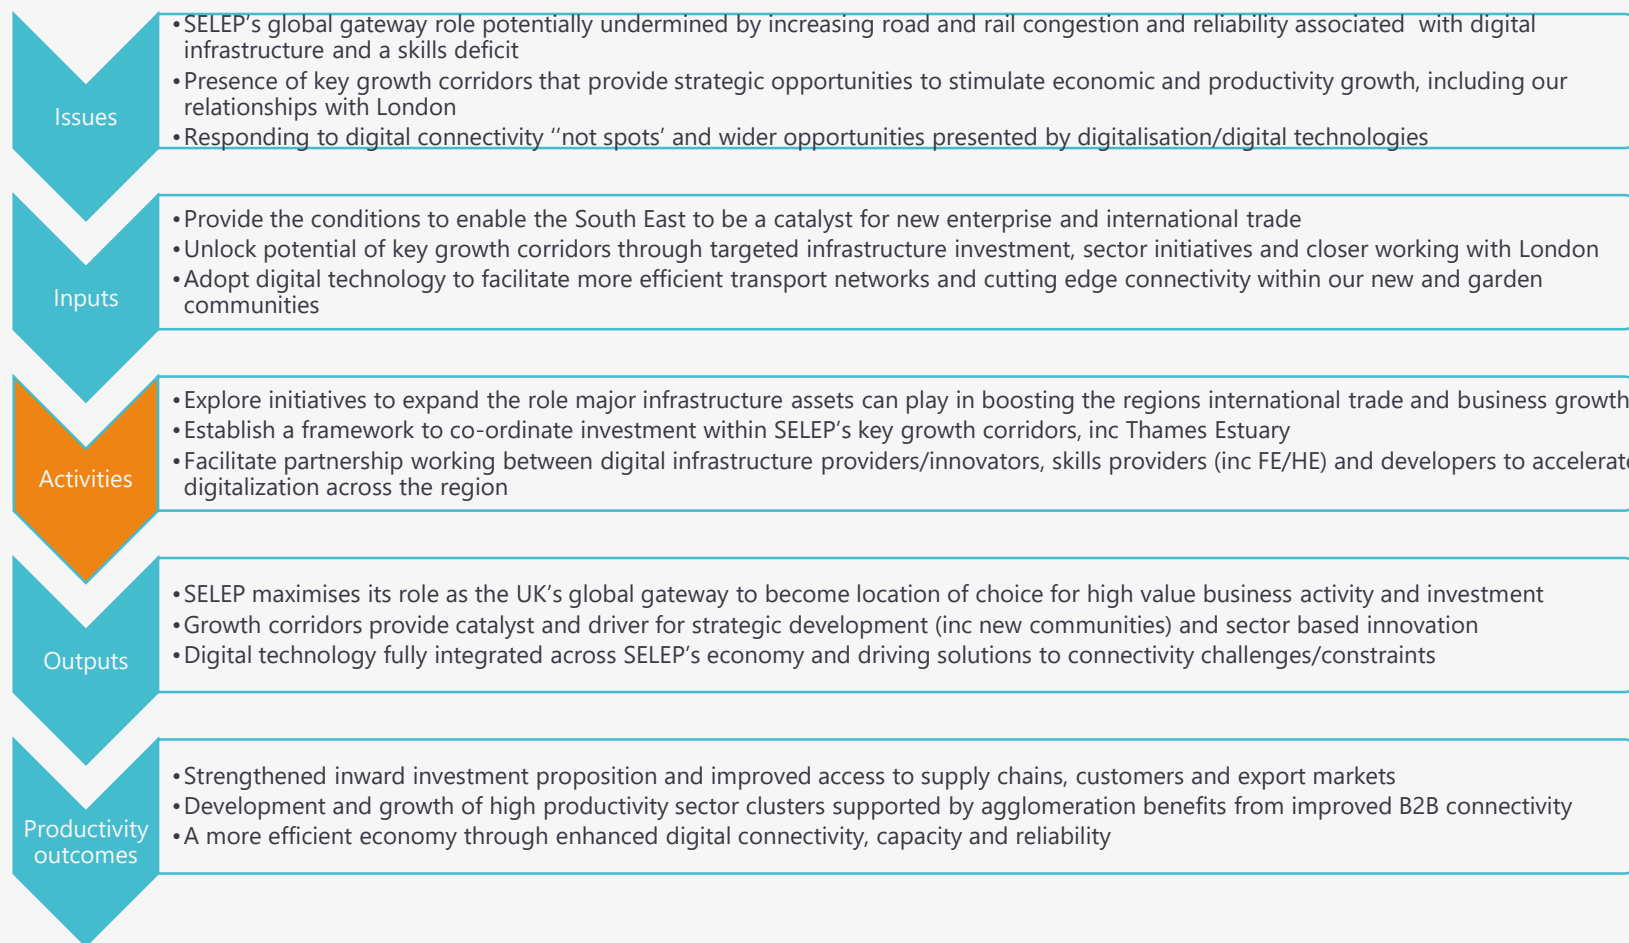 Issues
•SELEP's global gateway role potentially undermined by increasing road and rail congestion and reliability associated with digital
infrastructure and a skills deficit
•Presence of key growth corridors that provide strategic opportunities to stimulate economic and productivity growth, including our
relationships with London
•Responding to digital connectivity ‘'not spots' and wider opportunities presented by digitalisation/digital technologies
Inputs
•Provide the conditions to enable the South East to be a catalyst for new enterprise and international trade
•Unlock potential of key growth corridors through targeted infrastructure investment, sector initiatives and closer working with London
•Adopt digital technology to facilitate more efficient transport networks and cutting edge connectivity within our new and garden
communities
Activities
•Explore initiatives to expand the role major infrastructure assets can play in boosting the regions international trade and business growth
•Establish a framework to co-ordinate investment within SELEP's key growth corridors, inc Thames Estuary
•Facilitate partnership working between digital infrastructure providers/innovators, skills providers (inc FE/HE) and developers to accelerate
digitalization across the region
Outputs
•SELEP maximises its role as the UK's global gateway to become location of choice for high value business activity and investment
•Growth corridors provide catalyst and driver for strategic development (inc new communities) and sector based innovation
•Digital technology fully integrated across SELEP's economy and driving solutions to connectivity challenges/constraints
Productivity
outcomes
•Strengthened inward investment proposition and improved access to supply chains, customers and export markets
•Development and growth of high productivity sector clusters supported by agglomeration benefits from improved B2B connectivity
•A more efficient economy through enhanced digital connectivity, capacity and reliability